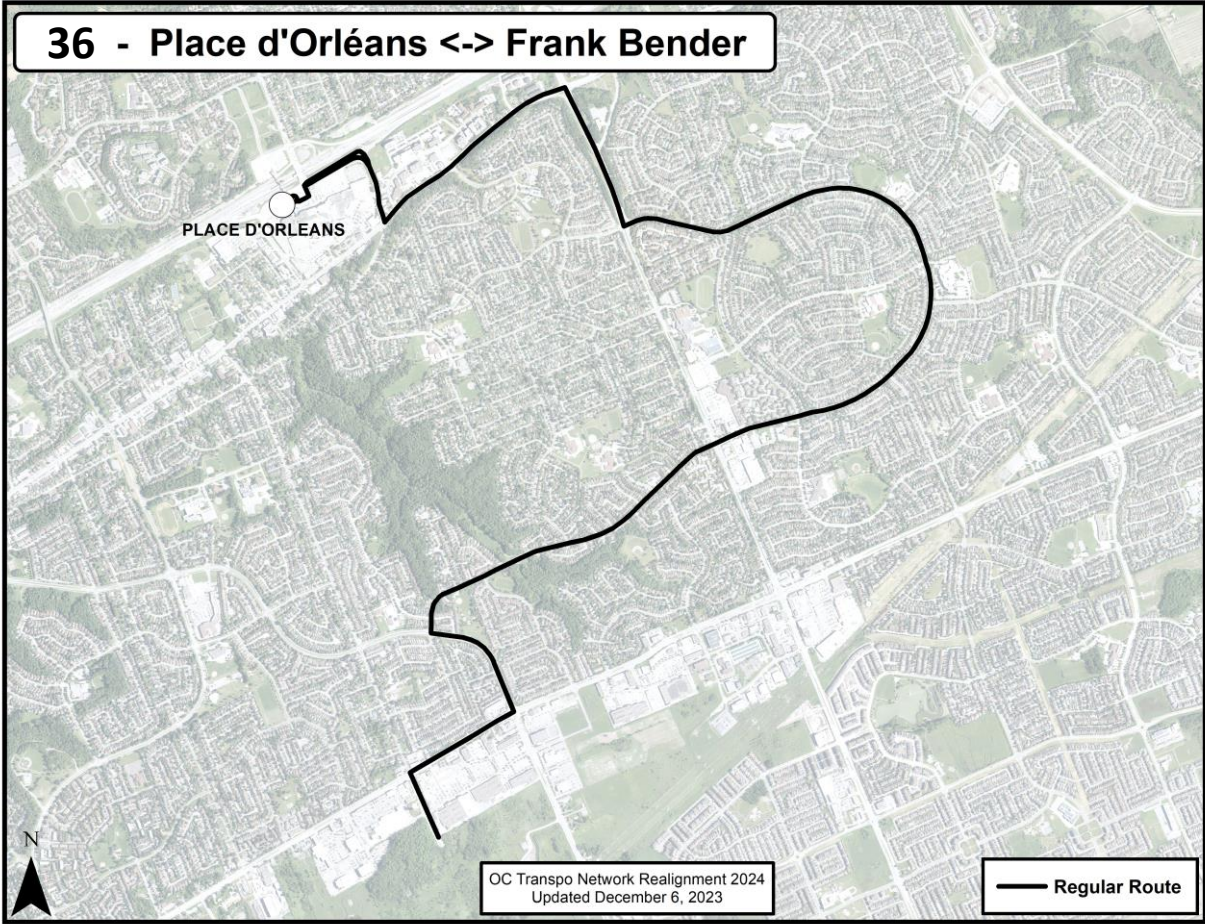 36 - Place d'Orléans <-> Frank Bender
PLACE D'ORLEANS
N
OC Transpo Network Realignment 2024
Updated December 6, 2023
Regular Route